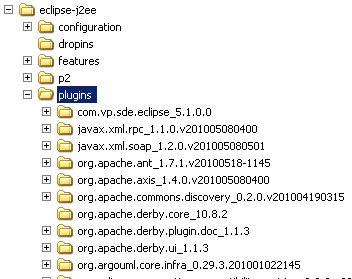 eclipse-j2ee
configuration
dropins
features
p2
plugins
com.vp.sde.eclipse_5.1.0.0
javax.xml.rpc_1.1.0.v201005080400
javax.xml.soap_1.2.0.v201005080501
org.apache.ant_1.7.1.v20100518-1145
org.apache.axis_1.4.0.v201005080400
org.apache.commons.discovery_0.2.0.v201004190315
org.apache.derby.core_10.8.2
org.apache.derby.plugin.doc_1.1.3
org.apache.derby.ui_1.1.3
org.argouml.core.infra_0.29.3.201001022145